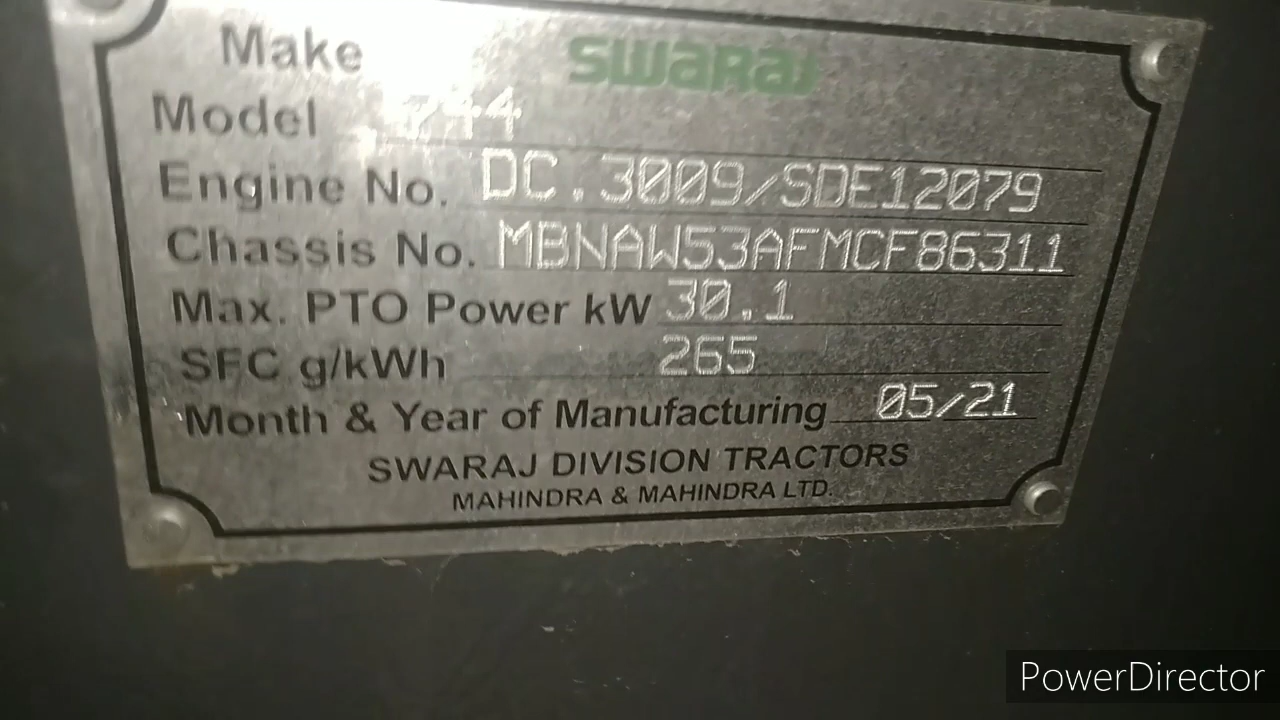 Make SWARAJ
Model 744
Engine No. DC.3009/SDE12079
Chassis No. MBNAW53AFMCF86311
Max. PTO Power kW 30.1
SFC g/kWh 265
Month & Year of Manufacturing 05/21
SWARAJ DIVISION TRACTORS
MAHINDRA & MAHINDRA LTD.
PowerDirector